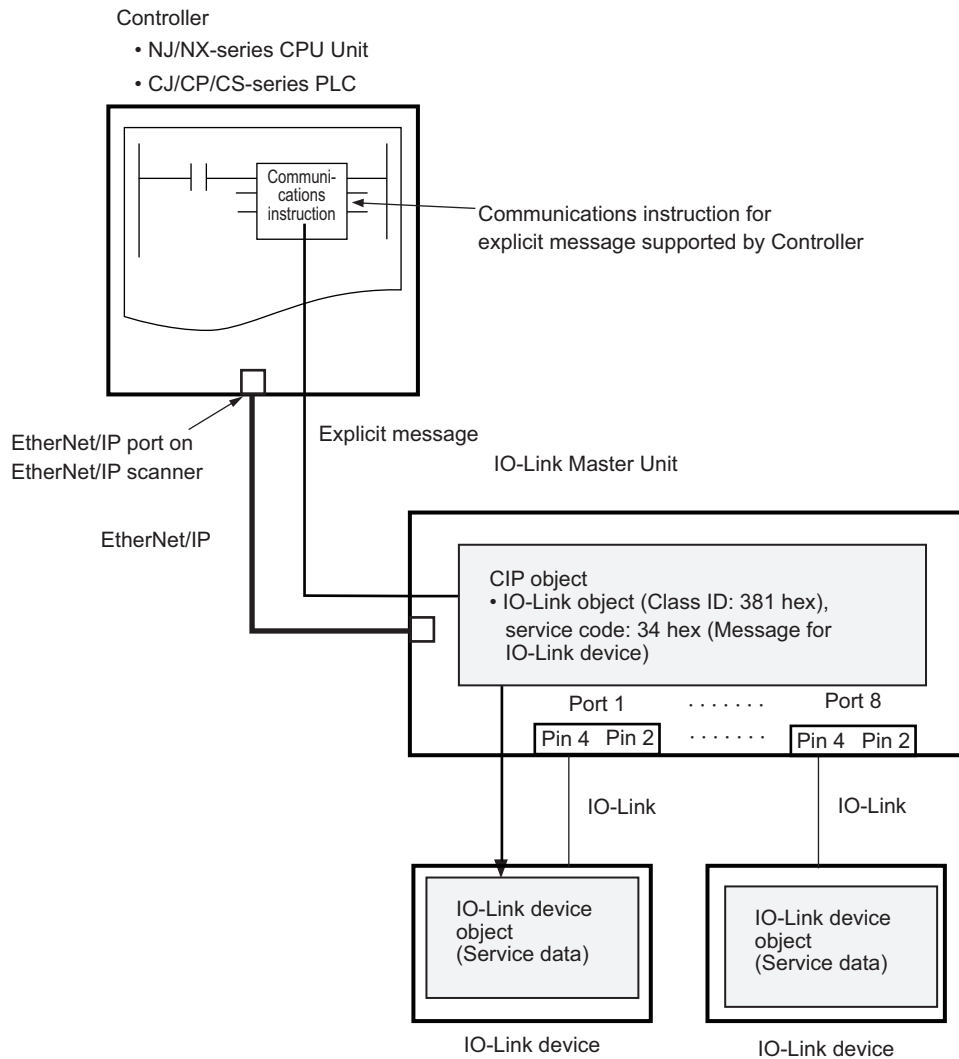 Controller
• NJ/NX-series CPU Unit
• CJ/CP/CS-series PLC
Communi-
cations
instruction
Communications instruction for
explicit message supported by Controller
EtherNet/IP port on
EtherNet/IP scanner
Explicit message
IO-Link Master Unit
EtherNet/IP
CIP object
• IO-Link object (Class ID: 381 hex),
service code: 34 hex (Message for
IO-Link device)
Port 1 ······· Port 8
Pin 4 Pin 2 ······· Pin 4 Pin 2
IO-Link IO-Link
IO-Link device
object
(Service data)
IO-Link device
object
(Service data)
IO-Link device IO-Link device